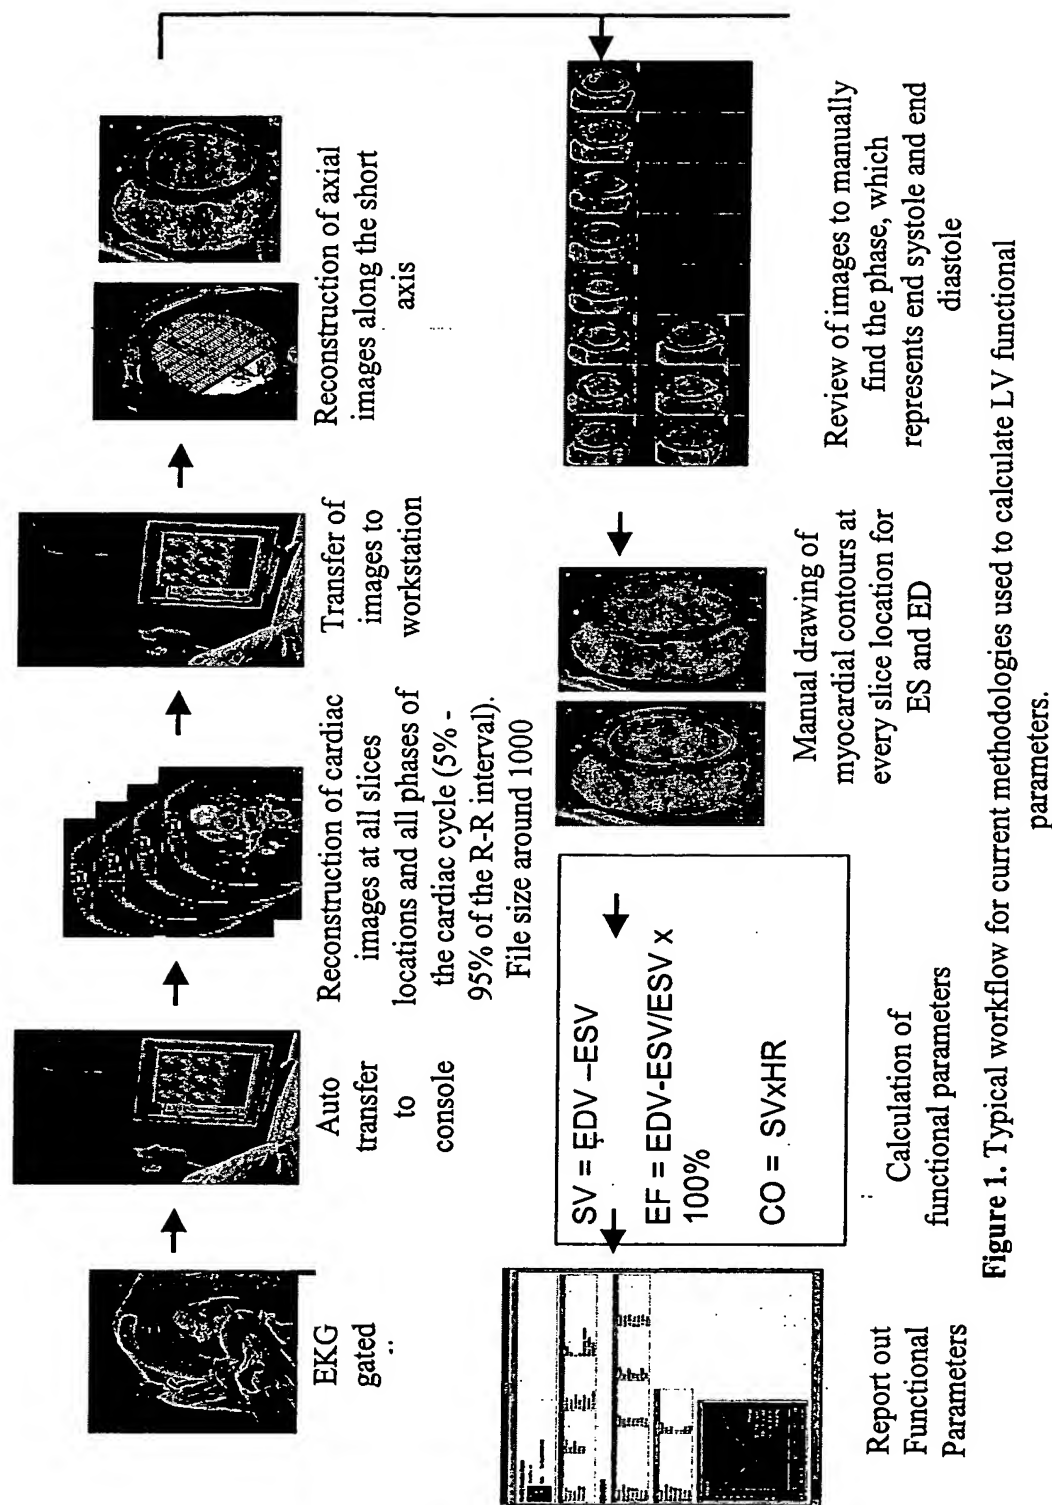 EKG
gated
Auto
transfer
to
console
Reconstruction of cardiac
images at all slices
locations and all phases of
the cardiac cycle (5% -
95% of the R-R interval).
File size around 1000
Transfer of
images to
workstation
Reconstruction of axial
images along the short
axis
Review of images to manually
find the phase, which
represents end systole and end
diastole
Manual drawing of
myocardial contours at
every slice location for
ES and ED
SV = EDV –ESV
EF = EDV-ESV/ESV x
100%
CO = SVxHR
Calculation of
functional parameters
Report out
Functional
Parameters
Figure 1. Typical workflow for current methodologies used to calculate LV functional
parameters.